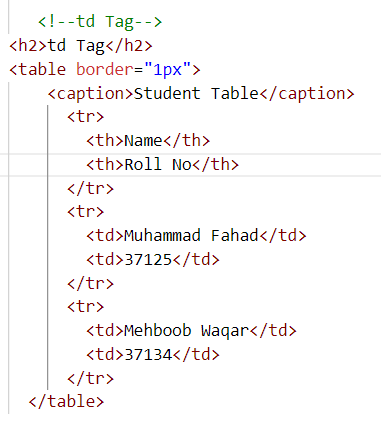 <!--td Tag-->
<h2>td Tag</h2>
<table border="1px">
<caption>Student Table</caption>
<tr>
<th>Name</th>
<th>Roll No</th>
</tr>
<tr>
<td>Muhammad Fahad</td>
<td>37125</td>
</tr>
<tr>
<td>Mehboob Waqar</td>
<td>37134</td>
</tr>
</table>